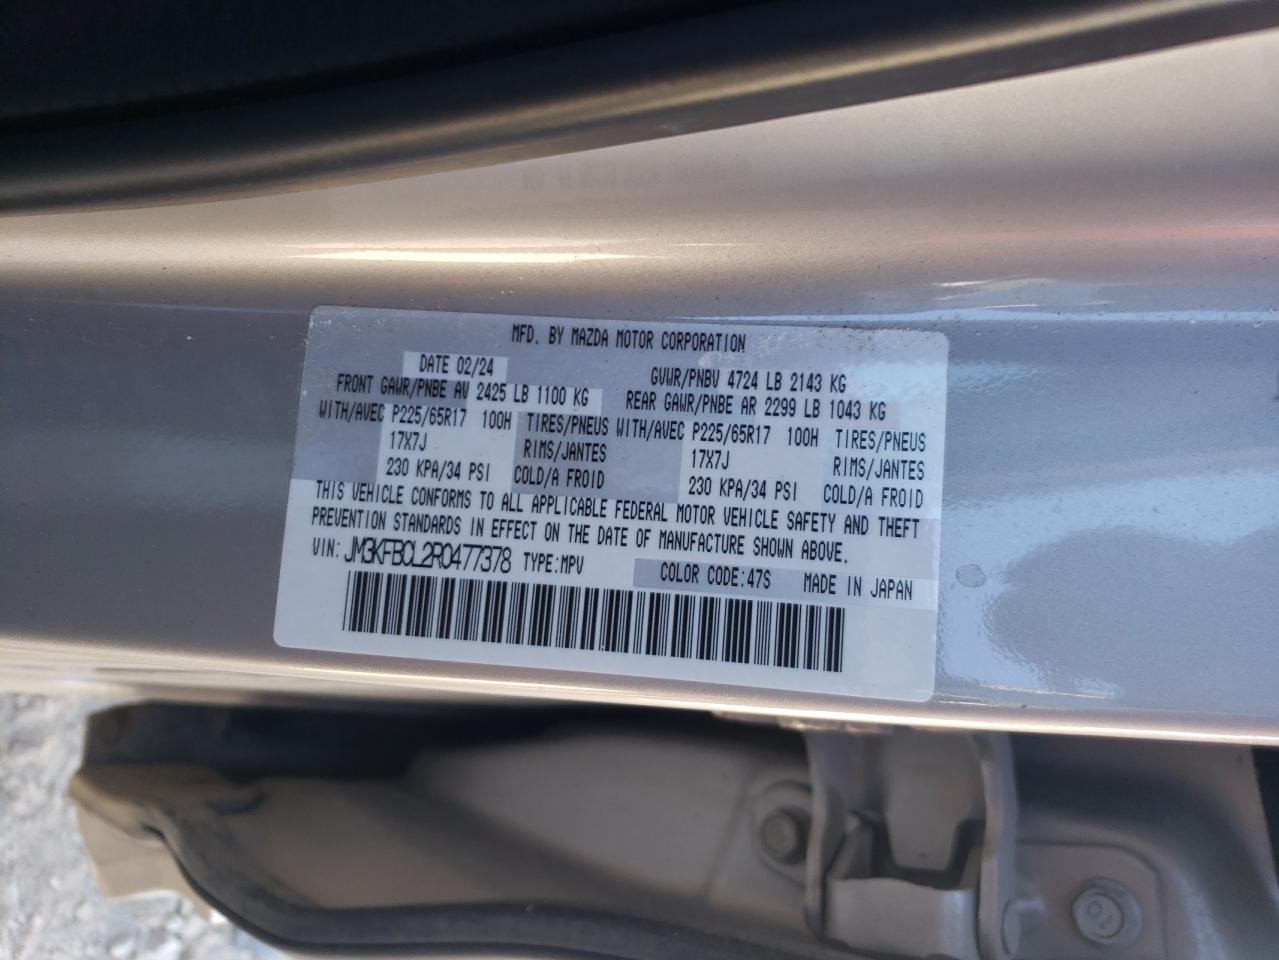 MFD. BY MAZDA MOTOR CORPORATION
DATE 02/24 GVWR/PNBV 4724 LB 2143 KG
FRONT GAWR/PNBE AV 2425 LB 1100 KG REAR GAWR/PNBE AR 2299 LB 1043 KG
WITH/AVEC P225/65R17 100H TIRES/PNEUS WITH/AVEC P225/65R17 100H TIRES/PNEUS
17X7J RIMS/JANTES 17X7J RIMS/JANTES
230 KPA/34 PSI COLD/A FROID 230 KPA/34 PSI COLD/A FROID
THIS VEHICLE CONFORMS TO ALL APPLICABLE FEDERAL MOTOR VEHICLE SAFETY AND THEFT
PREVENTION STANDARDS IN EFFECT ON THE DATE OF MANUFACTURE SHOWN ABOVE.
VIN: JM3KFBCL2R0477378 TYPE:MPV COLOR CODE:47S MADE IN JAPAN